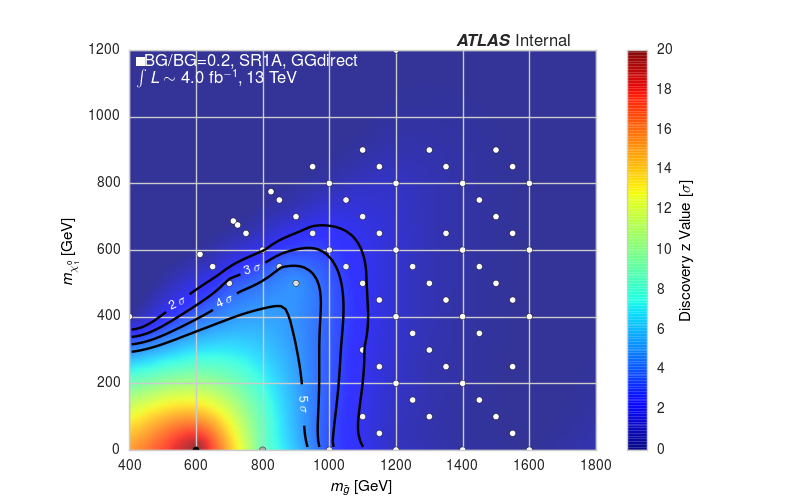 ATLAS Internal
■BG/BG=0.2, SR1A, GGdirect
∫ L ∼ 4.0 fb⁻¹, 13 TeV
1200
1000
800
600
400
200
0
m_χ̃₁⁰ [GeV]
2 σ
3 σ
4 σ
5 σ
400
600
800
1000
1200
1400
1600
1800
m_g̃ [GeV]
20
18
16
14
12
10
8
6
4
2
0
Discovery z Value [σ]